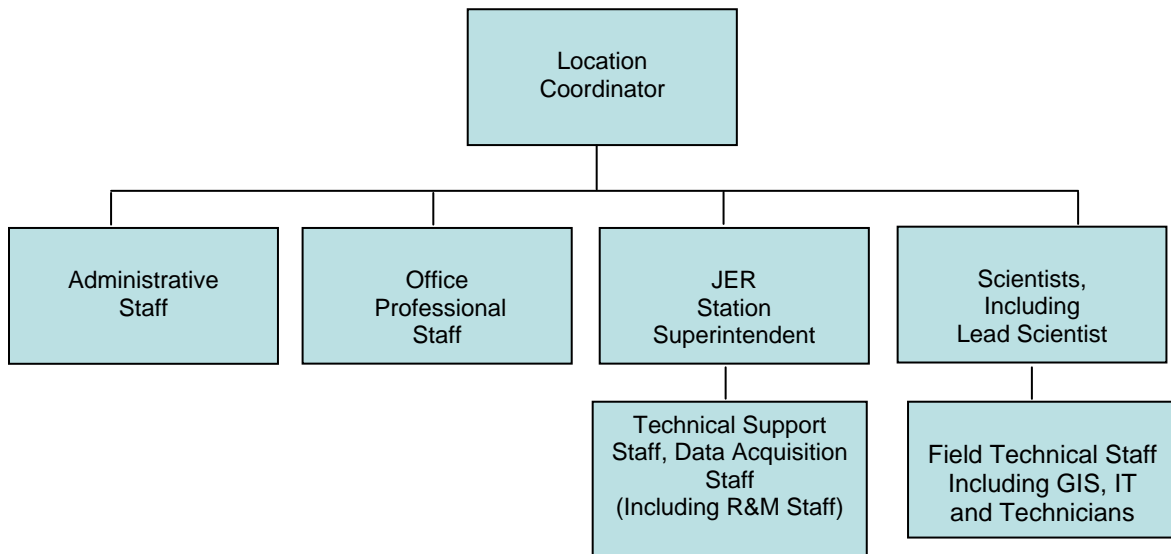 Location
Coordinator
Administrative
Staff
Office
Professional
Staff
JER
Station
Superintendent
Scientists,
Including
Lead Scientist
Technical Support
Staff, Data Acquisition
Staff
(Including R&M Staff)
Field Technical Staff
Including GIS, IT
and Technicians